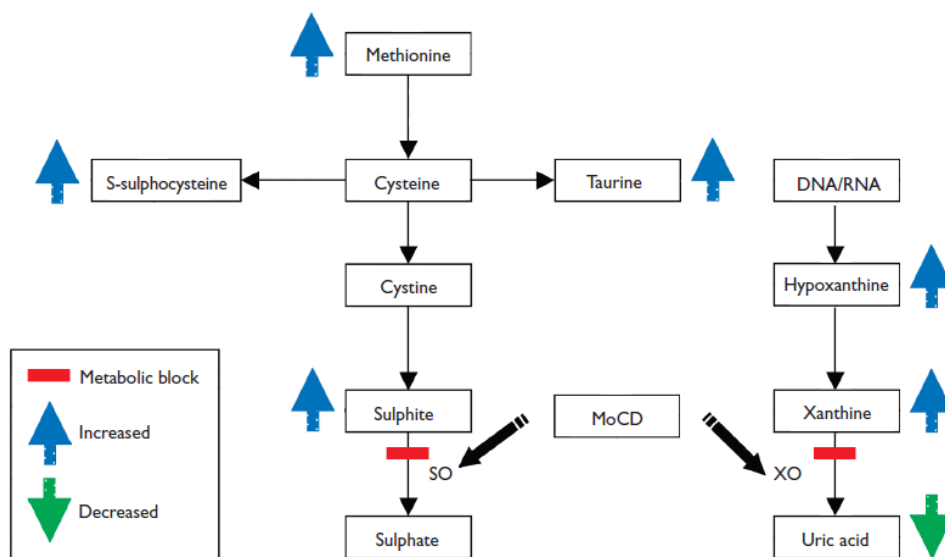 Methionine
S-sulphocysteine
Cysteine
Taurine
DNA/RNA
Cystine
Hypoxanthine
Metabolic block
Increased
Decreased
Sulphite
MoCD
Xanthine
SO
XO
Sulphate
Uric acid